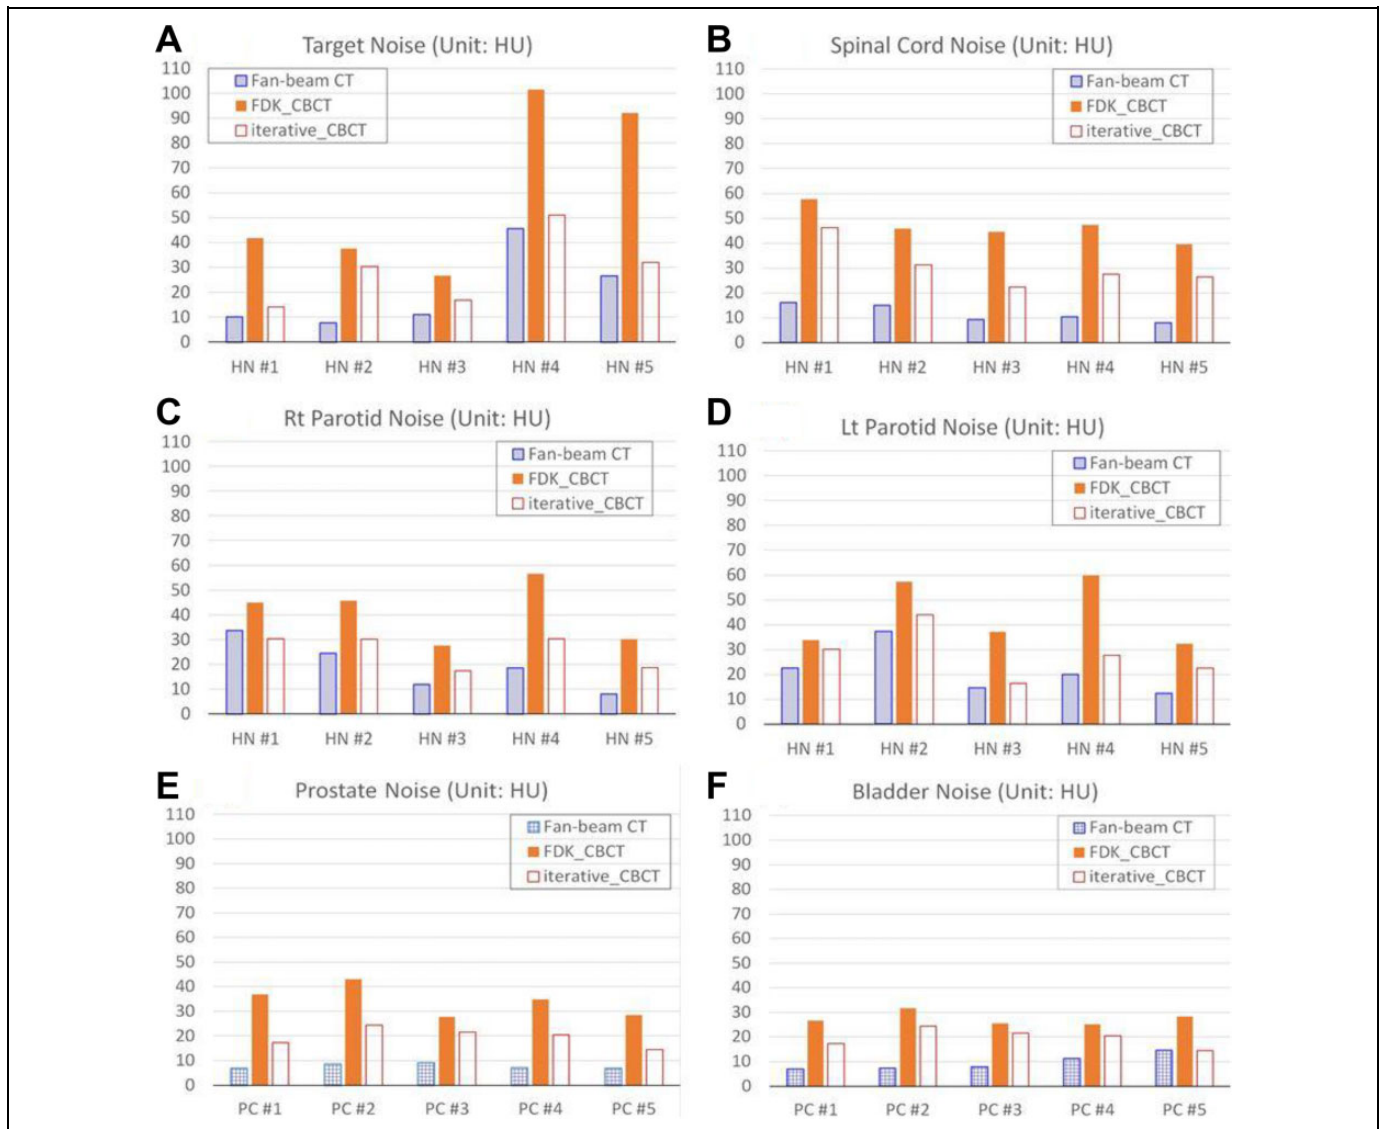 A
Target Noise (Unit: HU)
110
100
90
80
70
60
50
40
30
20
10
0
Fan-beam CT
FDK_CBCT
iterative_CBCT
HN #1 HN #2 HN #3 HN #4 HN #5
B
Spinal Cord Noise (Unit: HU)
110
100
90
80
70
60
50
40
30
20
10
0
Fan-beam CT
FDK_CBCT
iterative_CBCT
HN #1 HN #2 HN #3 HN #4 HN #5
C
Rt Parotid Noise (Unit: HU)
110
100
90
80
70
60
50
40
30
20
10
0
Fan-beam CT
FDK_CBCT
iterative_CBCT
HN #1 HN #2 HN #3 HN #4 HN #5
D
Lt Parotid Noise (Unit: HU)
110
100
90
80
70
60
50
40
30
20
10
0
Fan-beam CT
FDK_CBCT
iterative_CBCT
HN #1 HN #2 HN #3 HN #4 HN #5
E
Prostate Noise (Unit: HU)
110
100
90
80
70
60
50
40
30
20
10
0
Fan-beam CT
FDK_CBCT
iterative_CBCT
PC #1 PC #2 PC #3 PC #4 PC #5
F
Bladder Noise (Unit: HU)
110
100
90
80
70
60
50
40
30
20
10
0
Fan-beam CT
FDK_CBCT
iterative_CBCT
PC #1 PC #2 PC #3 PC #4 PC #5